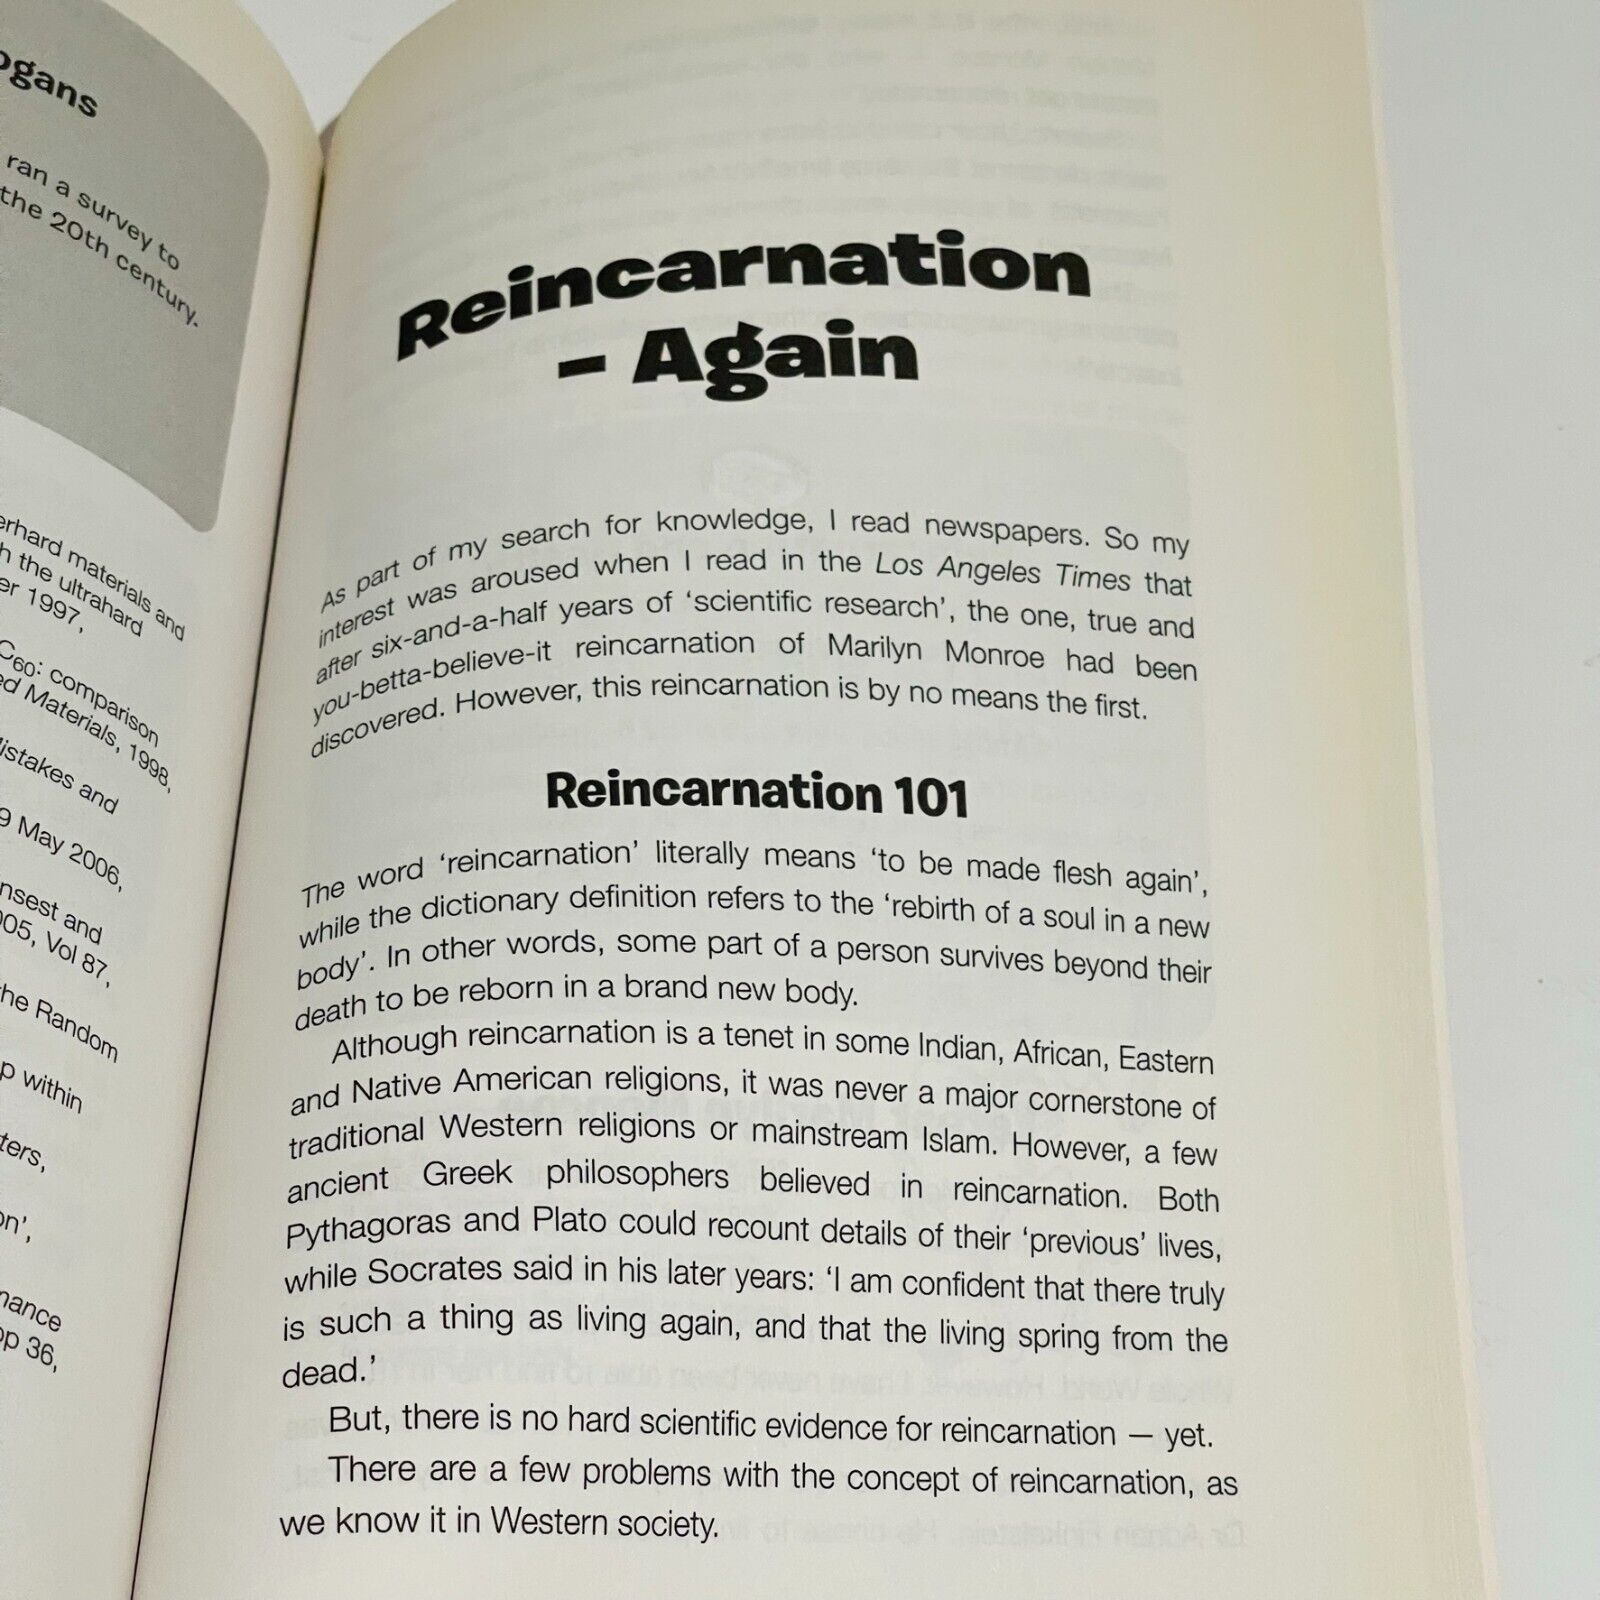 ogans
ran a survey to
the 20th century.
erhard materials and
h the ultrahard
er 1997,
C60: comparison
ed Materials, 1998,
istakes and
9 May 2006,
nsest and
005, Vol 87,
he Random
p within
ters,
on',
nance
pp 36,
Reincarnation
– Again
As part of my search for knowledge, I read newspapers. So my
interest was aroused when I read in the Los Angeles Times that
after six-and-a-half years of ‘scientific research’, the one, true and
you-betta-believe-it reincarnation of Marilyn Monroe had been
discovered. However, this reincarnation is by no means the first.
Reincarnation 101
The word ‘reincarnation’ literally means ‘to be made flesh again’,
while the dictionary definition refers to the ‘rebirth of a soul in a new
body’. In other words, some part of a person survives beyond their
death to be reborn in a brand new body.
Although reincarnation is a tenet in some Indian, African, Eastern
and Native American religions, it was never a major cornerstone of
traditional Western religions or mainstream Islam. However, a few
ancient Greek philosophers believed in reincarnation. Both
Pythagoras and Plato could recount details of their ‘previous’ lives,
while Socrates said in his later years: ‘I am confident that there truly
is such a thing as living again, and that the living spring from the
dead.’
But, there is no hard scientific evidence for reincarnation — yet.
There are a few problems with the concept of reincarnation, as
we know it in Western society.